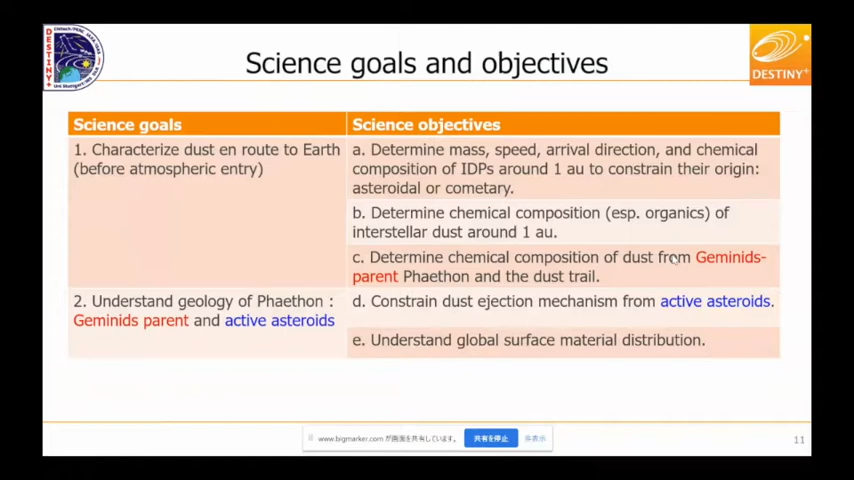 Science goals and objectives
DESTINY+
DESTINY+
Science goals
Science objectives
1. Characterize dust en route to Earth
(before atmospheric entry)
a. Determine mass, speed, arrival direction, and chemical
composition of IDPs around 1 au to constrain their origin:
asteroidal or cometary.
b. Determine chemical composition (esp. organics) of
interstellar dust around 1 au.
c. Determine chemical composition of dust from Geminids-
parent Phaethon and the dust trail.
2. Understand geology of Phaethon :
Geminids parent and active asteroids
d. Constrain dust ejection mechanism from active asteroids.
e. Understand global surface material distribution.
www.bigmarker.com が画面を共有しています。
共有を停止
非表示
11